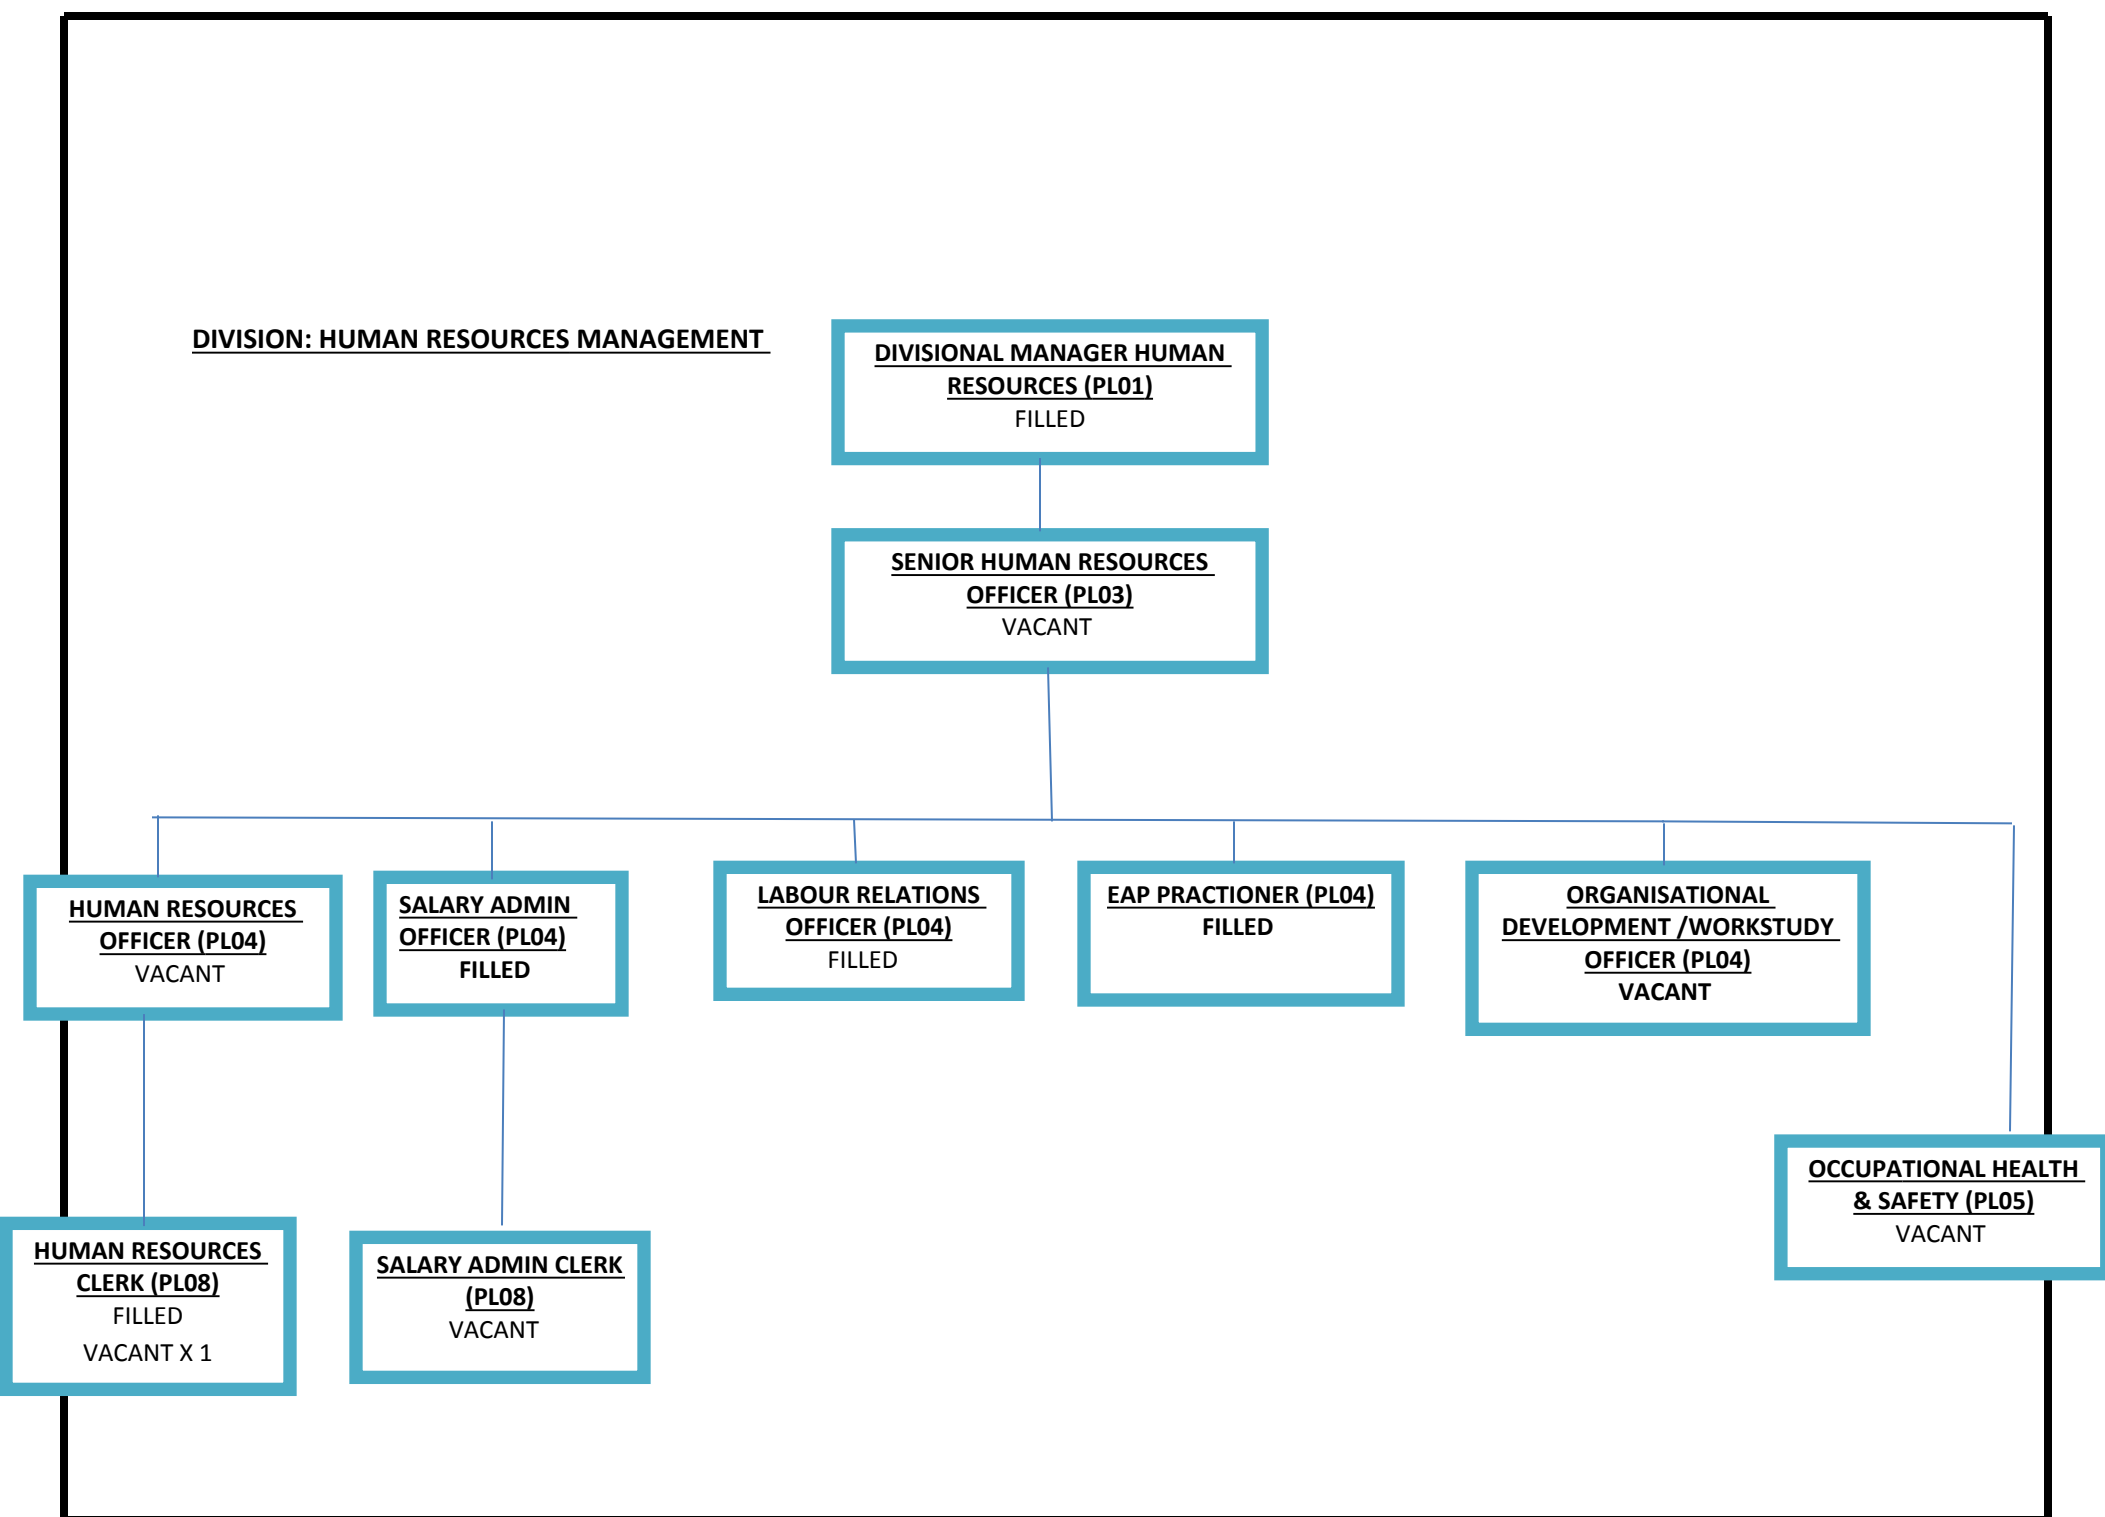 DIVISION: HUMAN RESOURCES MANAGEMENT
DIVISIONAL MANAGER HUMAN
RESOURCES (PL01)
FILLED
SENIOR HUMAN RESOURCES
OFFICER (PL03)
VACANT
HUMAN RESOURCES
OFFICER (PL04)
VACANT
SALARY ADMIN
OFFICER (PL04)
FILLED
LABOUR RELATIONS
OFFICER (PL04)
FILLED
EAP PRACTIONER (PL04)
FILLED
ORGANISATIONAL
DEVELOPMENT /WORKSTUDY
OFFICER (PL04)
VACANT
OCCUPATIONAL HEALTH
& SAFETY (PL05)
VACANT
HUMAN RESOURCES
CLERK (PL08)
FILLED
VACANT X 1
SALARY ADMIN CLERK
(PL08)
VACANT